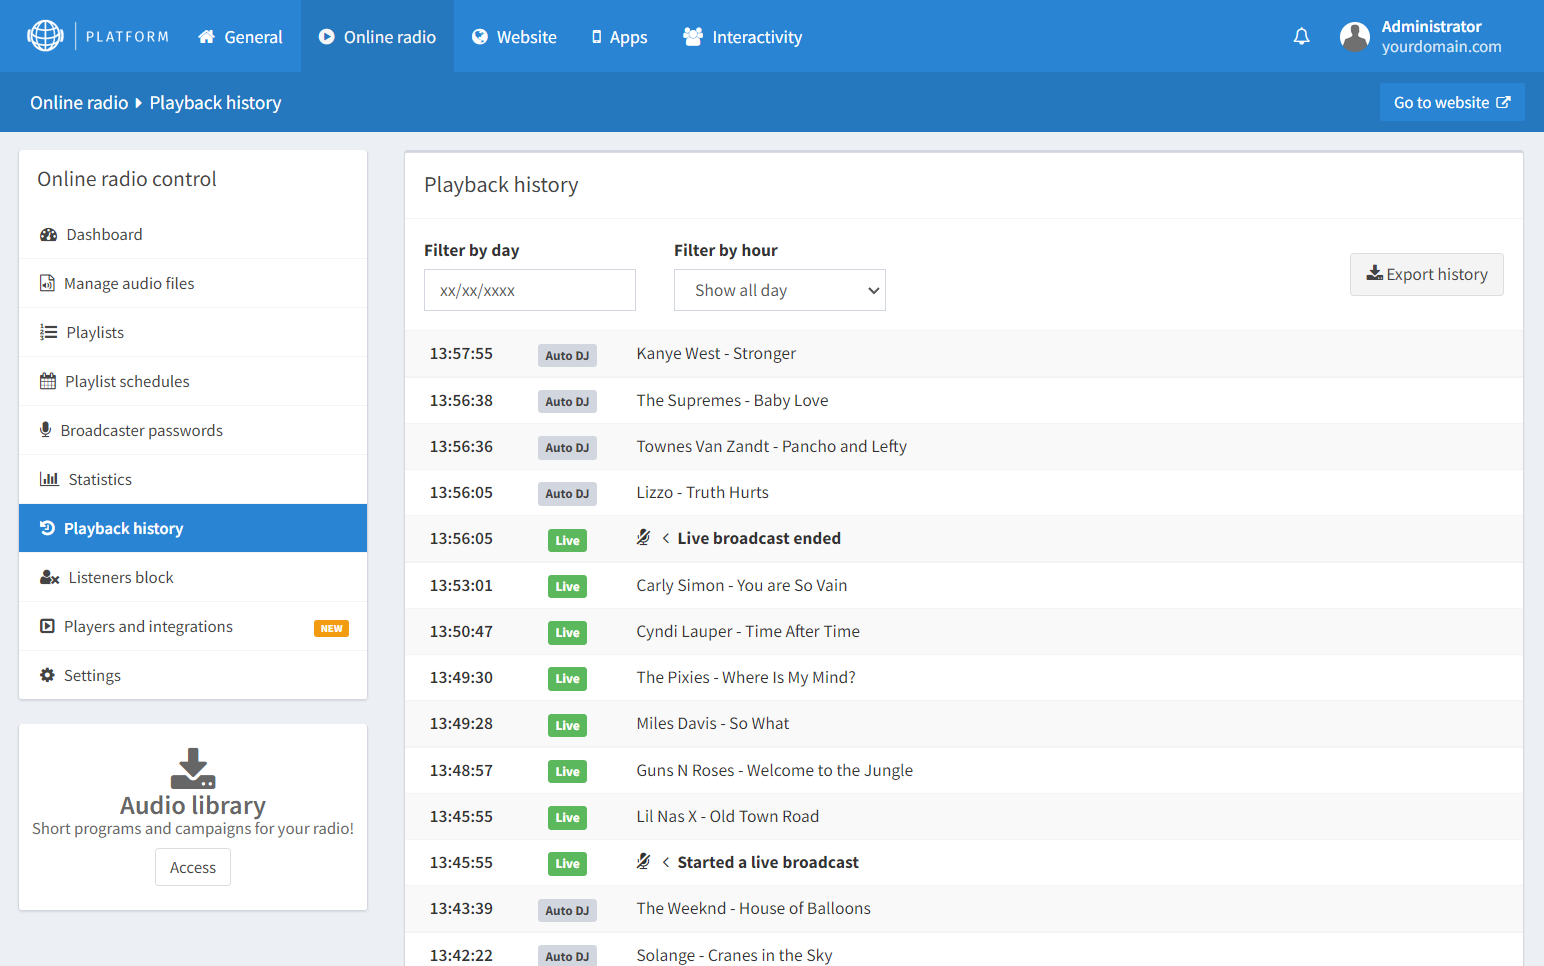 PLATFORM
General
Online radio
Website
Apps
Interactivity
Administrator
yourdomain.com
Online radio
Playback history
Go to website
Online radio control
Dashboard
Manage audio files
Playlists
Playlist schedules
Broadcaster passwords
Statistics
Playback history
Listeners block
Players and integrations NEW
Settings
Audio library
Short programs and campaigns for your radio!
Access
Playback history
Filter by day
xx/xx/xxxx
Filter by hour
Show all day
Export history
13:57:55 Auto DJ Kanye West - Stronger
13:56:38 Auto DJ The Supremes - Baby Love
13:56:36 Auto DJ Townes Van Zandt - Pancho and Lefty
13:56:05 Auto DJ Lizzo - Truth Hurts
13:56:05 Live < Live broadcast ended
13:53:01 Live Carly Simon - You are So Vain
13:50:47 Live Cyndi Lauper - Time After Time
13:49:30 Live The Pixies - Where Is My Mind?
13:49:28 Live Miles Davis - So What
13:48:57 Live Guns N Roses - Welcome to the Jungle
13:45:55 Live Lil Nas X - Old Town Road
13:45:55 Live < Started a live broadcast
13:43:39 Auto DJ The Weeknd - House of Balloons
13:42:22 Auto DJ Solange - Cranes in the Sky